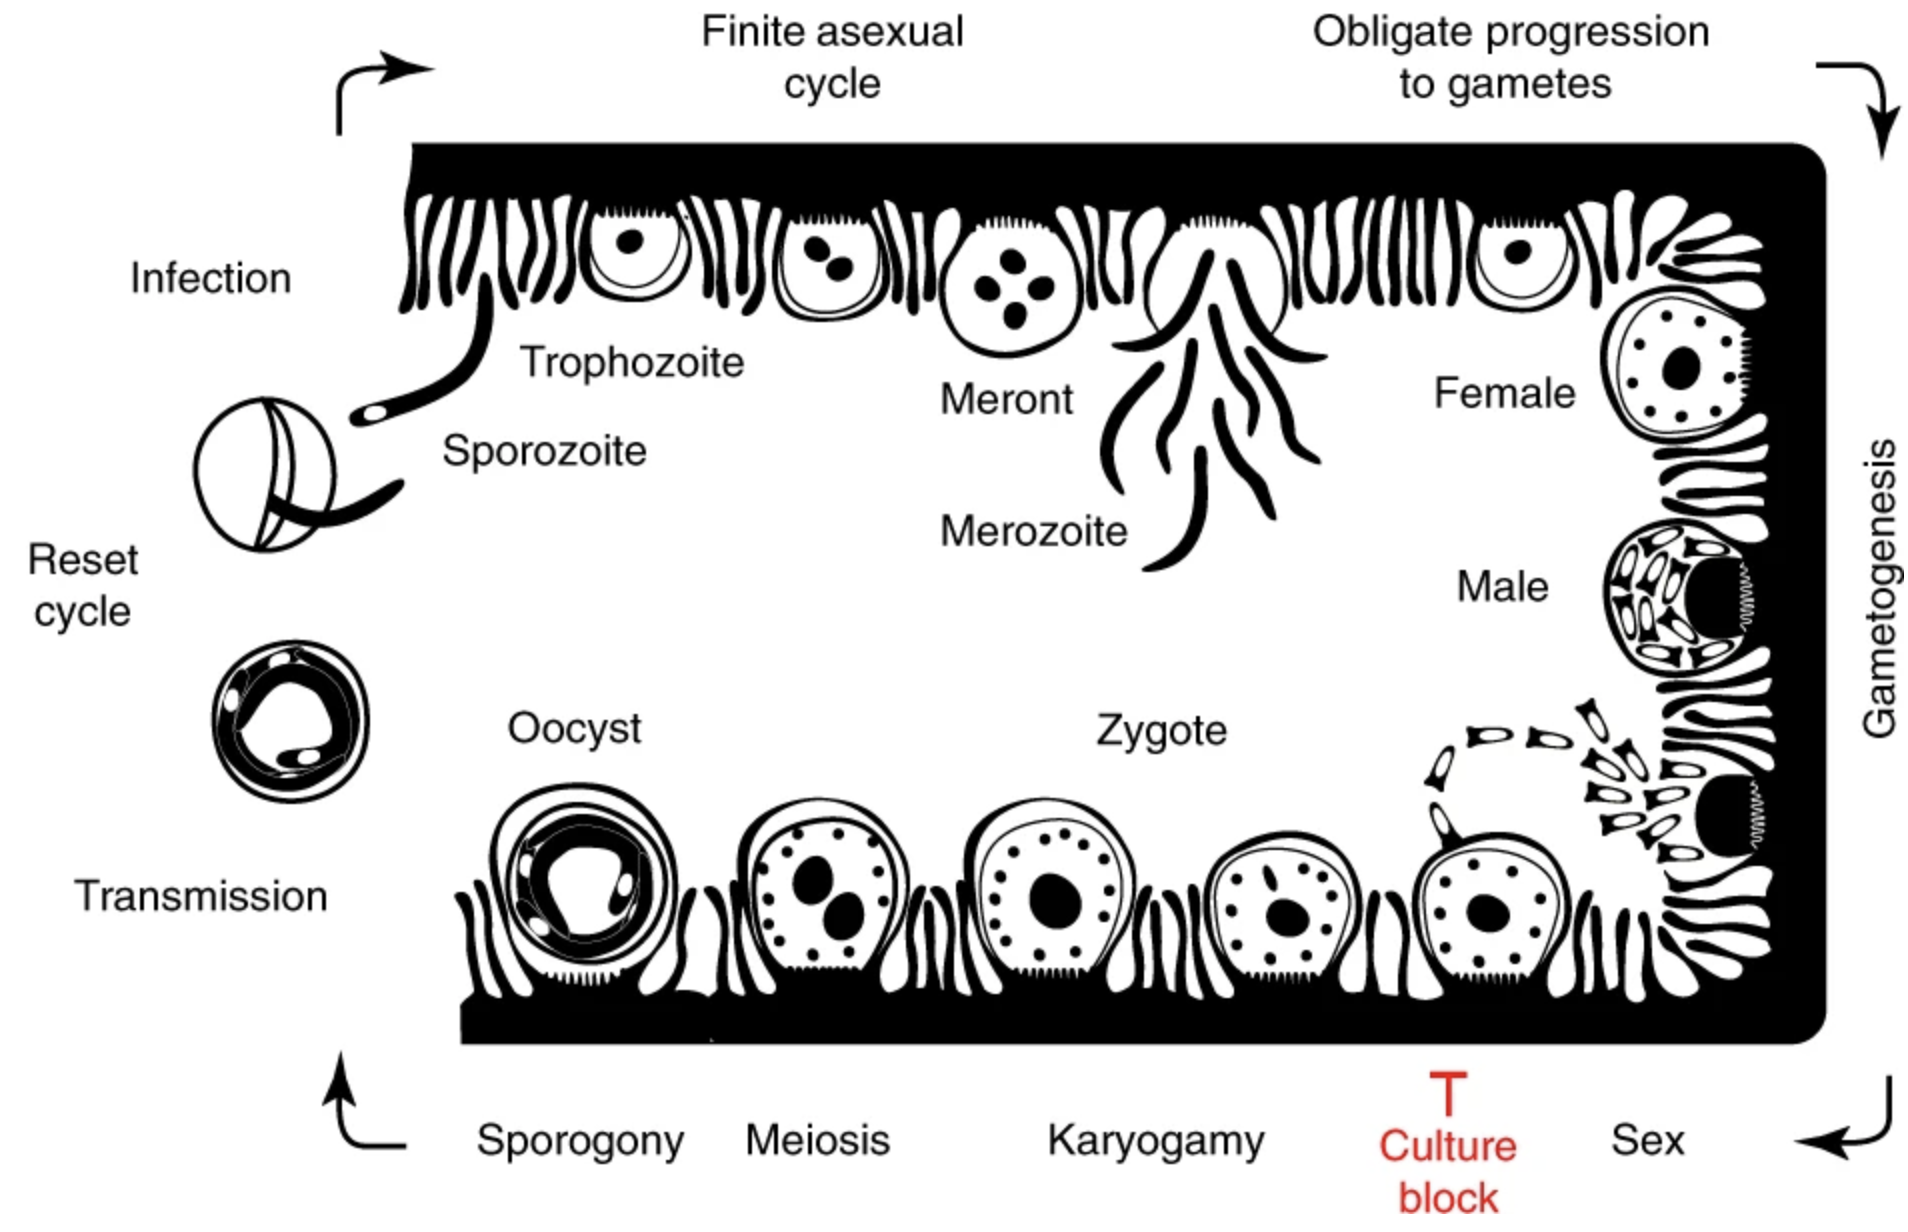 Finite asexual
cycle
Obligate progression
to gametes
Infection
Trophozoite
Sporozoite
Meront
Merozoite
Female
Male
Gametogenesis
Reset
cycle
Oocyst
Zygote
Transmission
Sporogony
Meiosis
Karyogamy
Culture
block
Sex